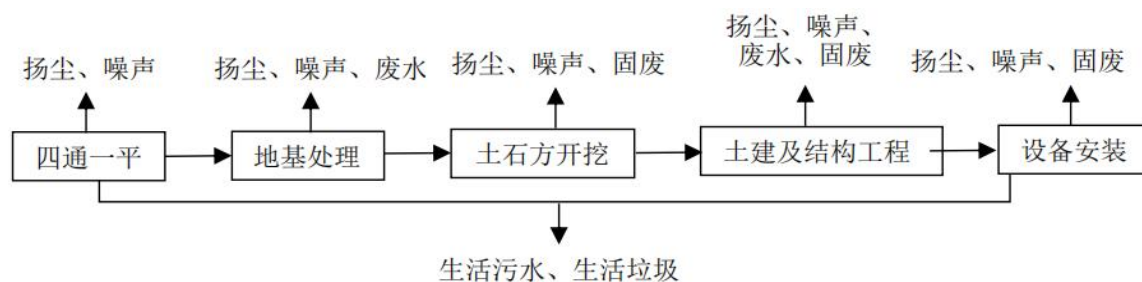 扬尘、噪声
扬尘、噪声、废水
扬尘、噪声、固废
扬尘、噪声、
废水、固废
扬尘、噪声、固废
四通一平
地基处理
土石方开挖
土建及结构工程
设备安装
生活污水、生活垃圾